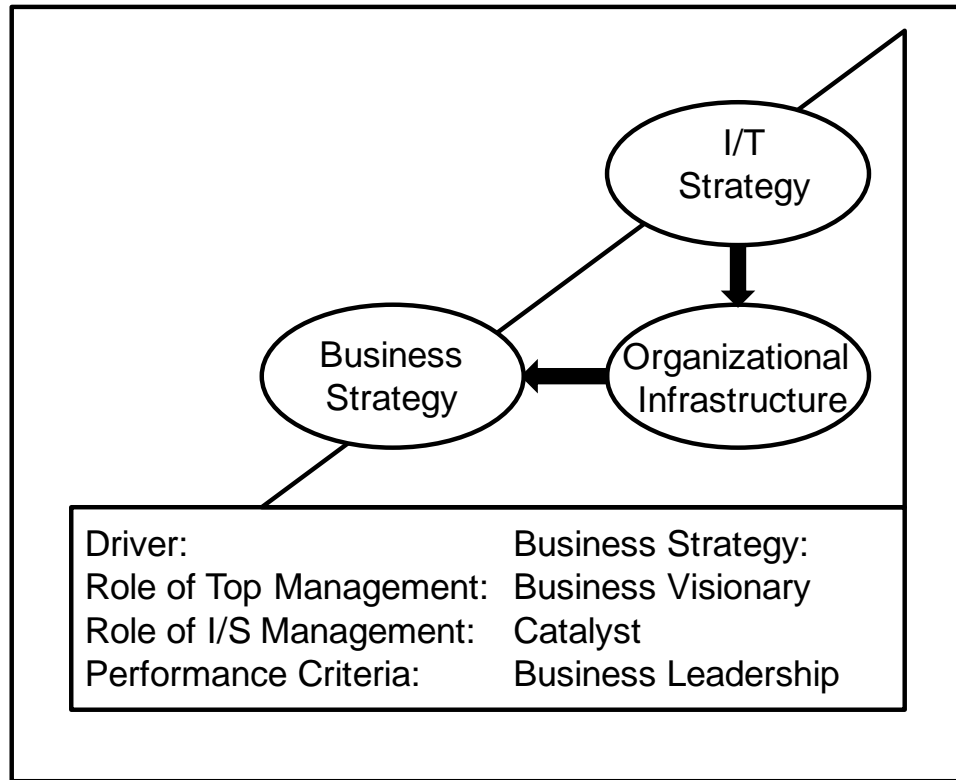 I/T
Strategy
Business
Strategy
Organizational
Infrastructure
Driver: Business Strategy:
Role of Top Management: Business Visionary
Role of I/S Management: Catalyst
Performance Criteria: Business Leadership